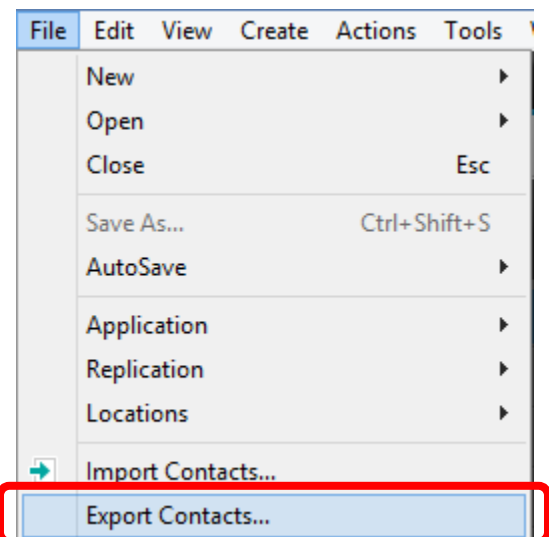 File Edit View Create Actions Tools
New
Open
Close Esc
Save As... Ctrl+Shift+S
AutoSave
Application
Replication
Locations
Import Contacts...
Export Contacts...